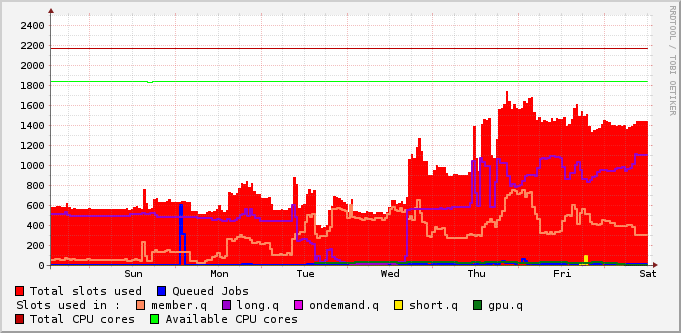 2400
2200
2000
1800
1600
1400
1200
1000
800
600
400
200
0
Sun Mon Tue Wed Thu Fri Sat
Total slots used Queued Jobs
Slots used in : member.q long.q ondemand.q short.q gpu.q
Total CPU cores Available CPU cores
RRDTOOL / TOBI OETIKER